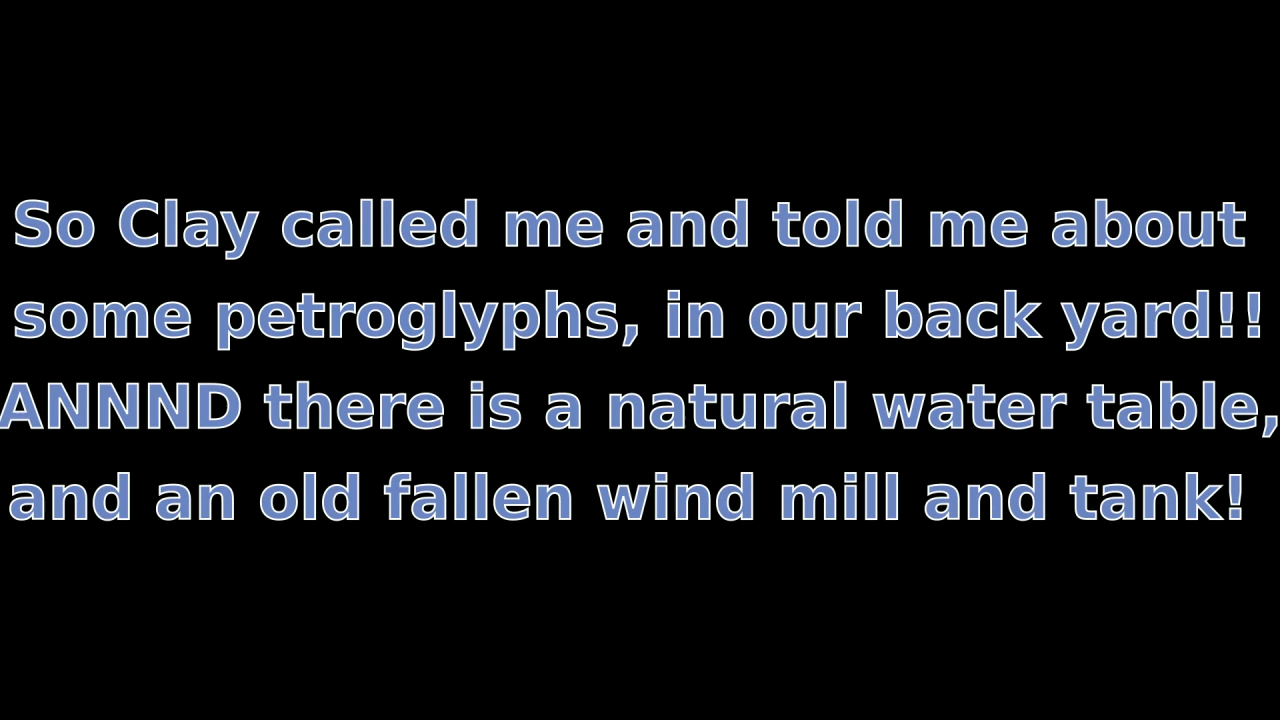 So Clay called me and told me about
some petroglyphs, in our back yard!!
ANNND there is a natural water table,
and an old fallen wind mill and tank!